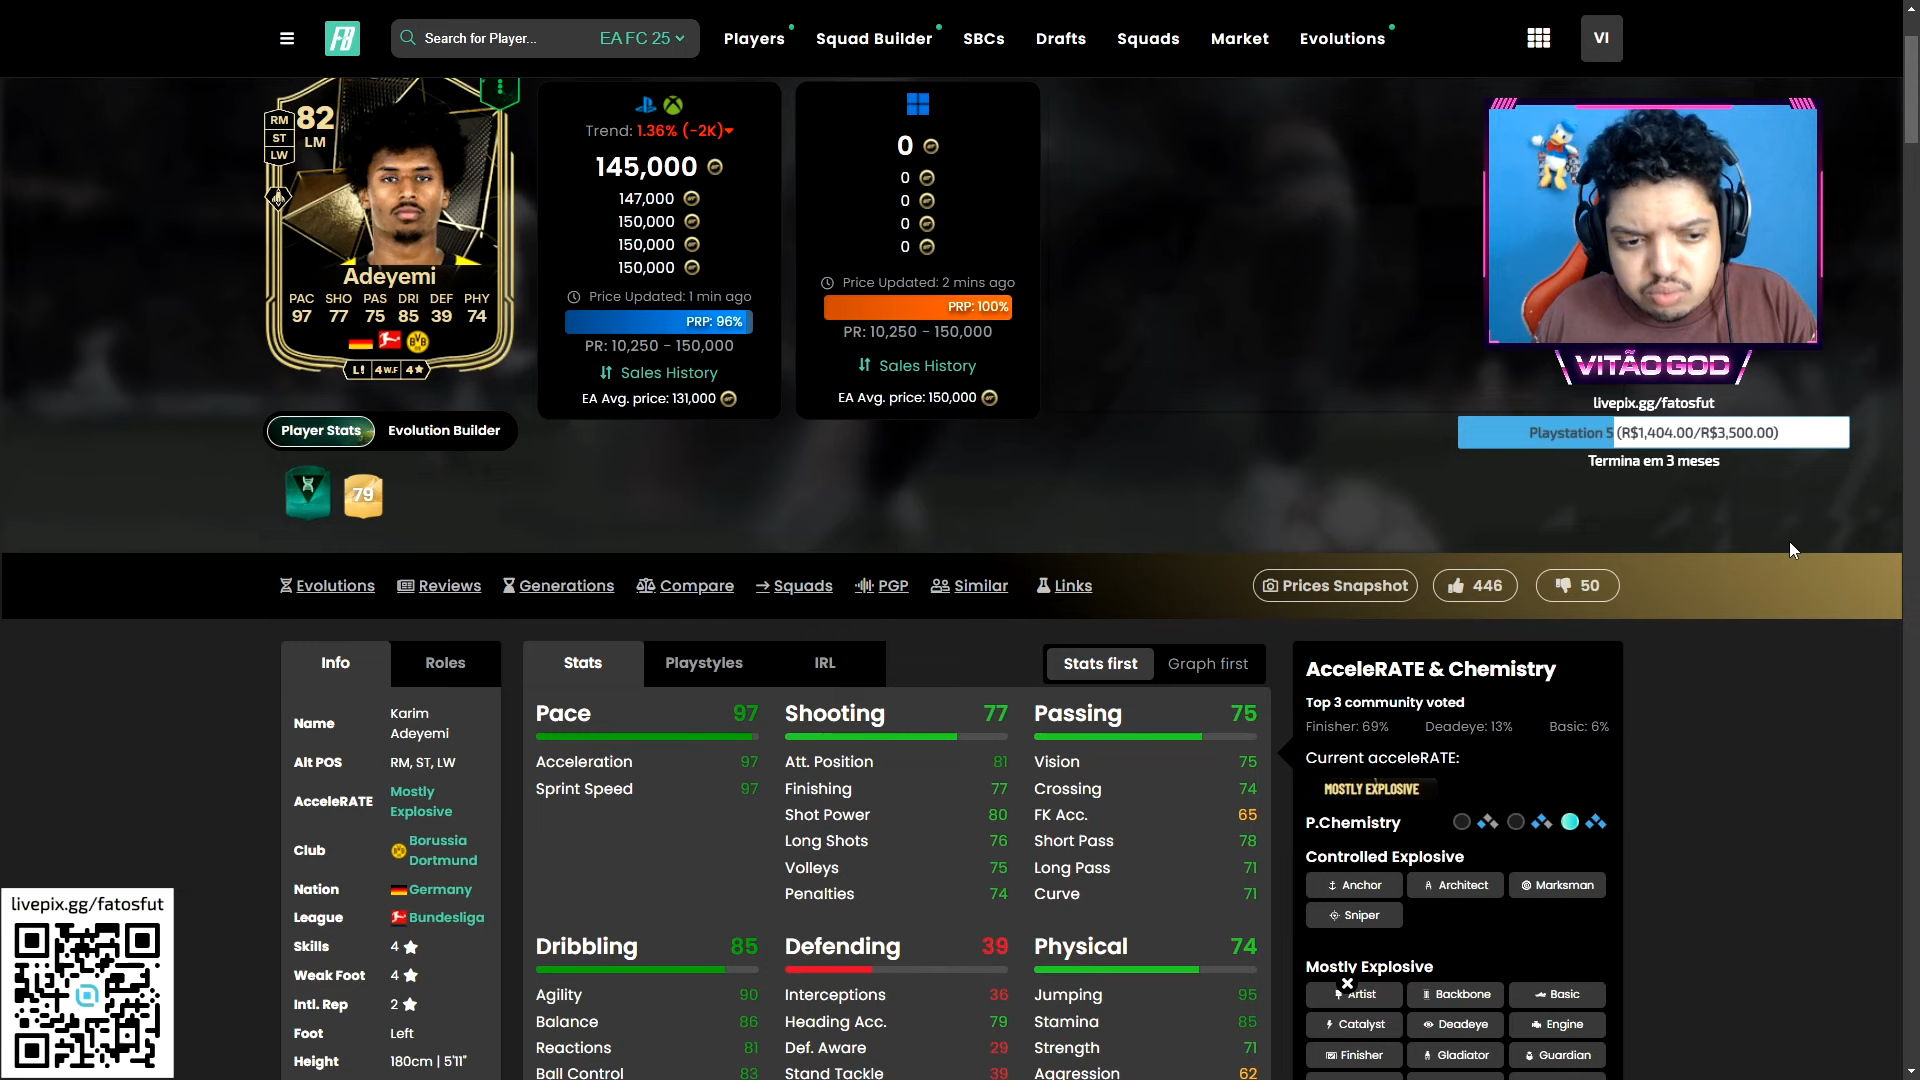 Search for Player...
EA FC 25
Players
Squad Builder
SBCs
Drafts
Squads
Market
Evolutions
VI
RM
ST
LW
82
LM
Adeyemi
PAC SHO PAS DRI DEF PHY
97 77 75 85 39 74
4 W.F
4
Trend: 1.36% (-2K)
145,000
147,000
150,000
150,000
150,000
Price Updated: 1 min ago
PRP: 96%
PR: 10,250 - 150,000
Sales History
EA Avg. price: 131,000
0
0
0
0
0
Price Updated: 2 mins ago
PRP: 100%
PR: 10,250 - 150,000
Sales History
EA Avg. price: 150,000
VITÃO GOD
livepix.gg/fatosfut
Playstation 5 (R$1,404.00/R$3,500.00)
Termina em 3 meses
Player Stats
Evolution Builder
79
Evolutions
Reviews
Generations
Compare
Squads
PGP
Similar
Links
Prices Snapshot
446
50
Info
Roles
Name Karim Adeyemi
Alt POS RM, ST, LW
AcceleRATE Mostly Explosive
Club Borussia Dortmund
Nation Germany
League Bundesliga
Skills 4
Weak Foot 4
Intl. Rep 2
Foot Left
Height 180cm | 5'11"
Stats
Playstyles
IRL
Stats first
Graph first
Pace 97
Acceleration 97
Sprint Speed 97
Shooting 77
Att. Position 81
Finishing 77
Shot Power 80
Long Shots 76
Volleys 75
Penalties 74
Passing 75
Vision 75
Crossing 74
FK Acc. 65
Short Pass 78
Long Pass 71
Curve 71
Dribbling 85
Agility 90
Balance 86
Reactions 81
Ball Control 83
Defending 39
Interceptions 36
Heading Acc. 79
Def. Aware 29
Stand Tackle 39
Physical 74
Jumping 95
Stamina 85
Strength 71
Aggression 62
AcceleRATE & Chemistry
Top 3 community voted
Finisher: 69% Deadeye: 13% Basic: 6%
Current acceleRATE:
MOSTLY EXPLOSIVE
P.Chemistry
Controlled Explosive
Anchor
Architect
Marksman
Sniper
Mostly Explosive
Artist
Backbone
Basic
Catalyst
Deadeye
Engine
Finisher
Gladiator
Guardian
livepix.gg/fatosfut